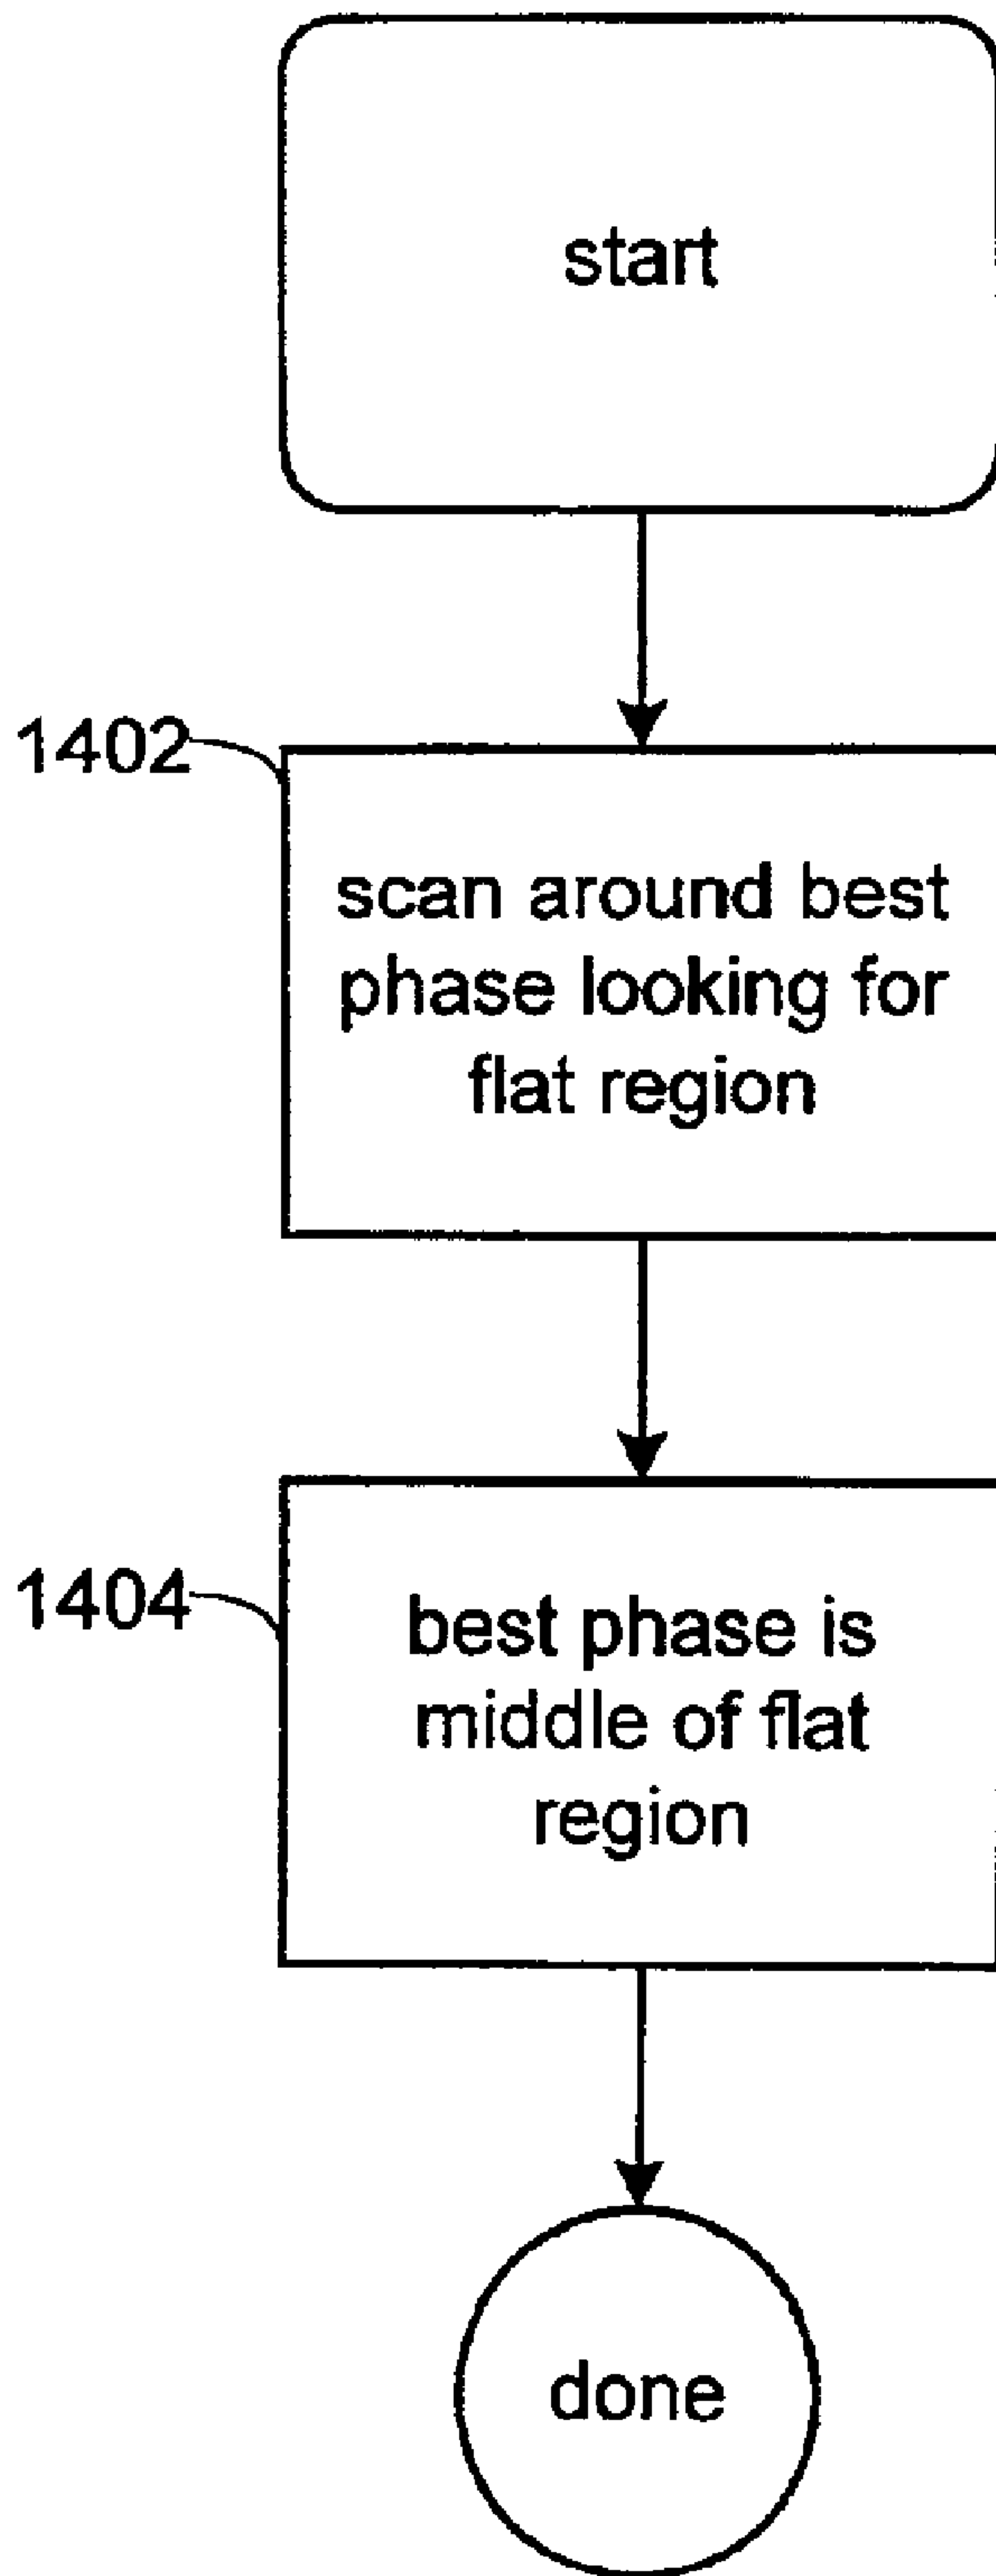 start
1402
scan around best
phase looking for
flat region
1404
best phase is
middle of flat
region
done